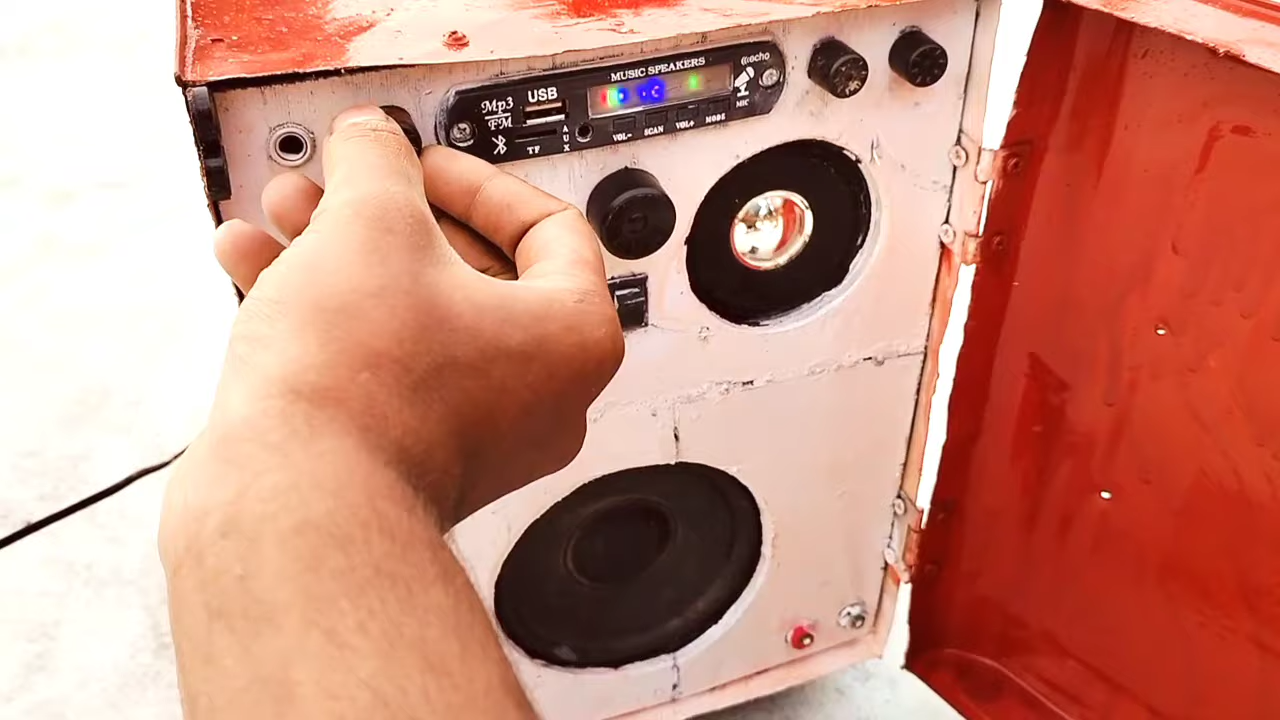 MUSIC SPEAKERS
echo
Mp3
FM
USB
TF
AUX
VOL-
SCAN
VOL+
MODE
MIC